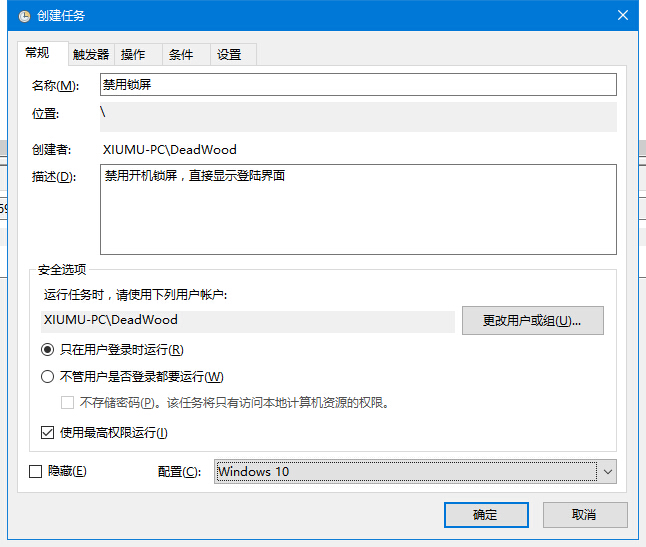 创建任务
常规 触发器 操作 条件 设置
名称(M): 禁用锁屏
位置: \
创建者: XIUMU-PC\DeadWood
描述(D): 禁用开机锁屏，直接显示登陆界面
安全选项
运行任务时，请使用下列用户帐户:
XIUMU-PC\DeadWood 更改用户或组(U)...
只在用户登录时运行(R)
不管用户是否登录都要运行(W)
不存储密码(P)。该任务将只有访问本地计算机资源的权限。
使用最高权限运行(I)
隐藏(E) 配置(C): Windows 10
确定 取消